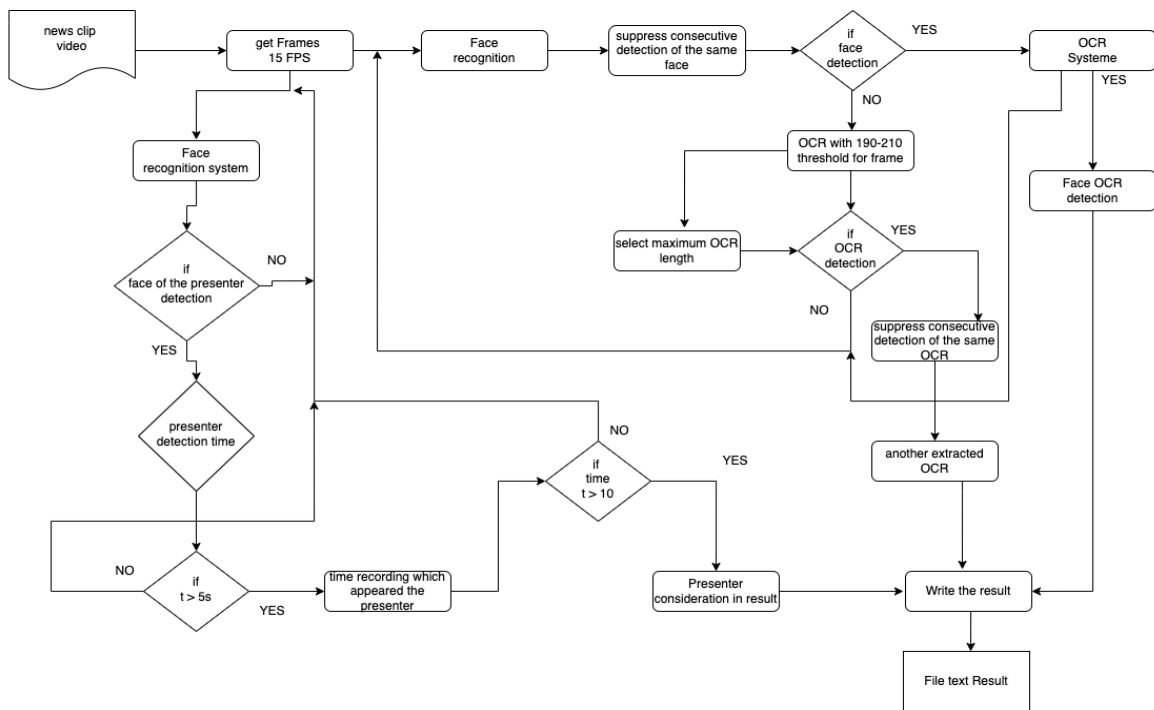 news clip
video
get Frames
15 FPS
Face
recognition
suppress consecutive
detection of the same
face
if
face
detection
YES
OCR
Systeme
YES
NO
Face
recognition system
OCR with 190-210
threshold for frame
Face OCR
detection
if
face of the presenter
detection
NO
select maximum OCR
length
if
OCR
detection
YES
NO
YES
suppress consecutive
detection of the same
OCR
presenter
detection time
NO
if
time
t > 10
YES
another extracted
OCR
NO
if
t > 5s
YES
time recording which
appeared the
presenter
Presenter
consideration in result
Write the result
File text Result